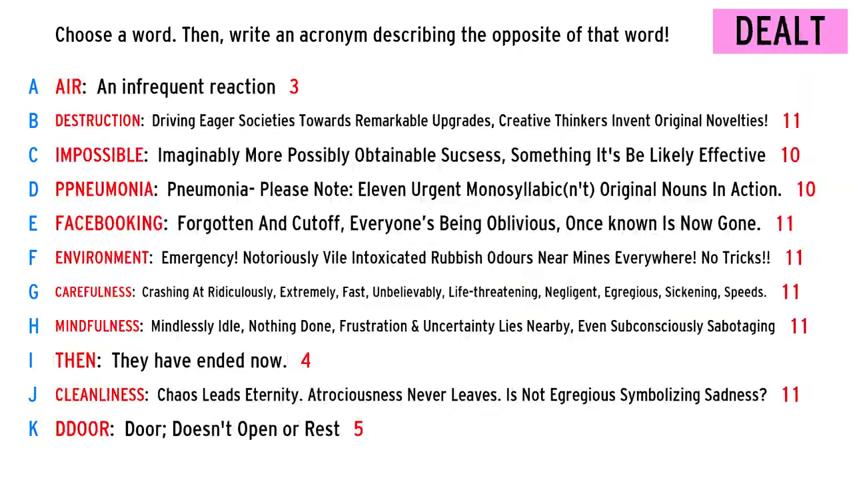 Choose a word. Then, write an acronym describing the opposite of that word!
DEALT
A AIR: An infrequent reaction 3
B DESTRUCTION: Driving Eager Societies Towards Remarkable Upgrades, Creative Thinkers Invent Original Novelties! 11
C IMPOSSIBLE: Imaginably More Possibly Obtainable Sucsess, Something It's Be Likely Effective 10
D PPNEUMONIA: Pneumonia- Please Note: Eleven Urgent Monosyllabic(n't) Original Nouns In Action. 10
E FACEBOOKING: Forgotten And Cutoff, Everyone's Being Oblivious, Once known Is Now Gone. 11
F ENVIRONMENT: Emergency! Notoriously Vile Intoxicated Rubbish Odours Near Mines Everywhere! No Tricks!! 11
G CAREFULNESS: Crashing At Ridiculously, Extremely, Fast, Unbelievably, Life-threatening, Negligent, Egregious, Sickening, Speeds. 11
H MINDFULNESS: Mindlessly Idle, Nothing Done, Frustration & Uncertainty Lies Nearby, Even Subconsciously Sabotaging 11
I THEN: They have ended now. 4
J CLEANLINESS: Chaos Leads Eternity. Atrociousness Never Leaves. Is Not Egregious Symbolizing Sadness? 11
K DDOOR: Door; Doesn't Open or Rest 5